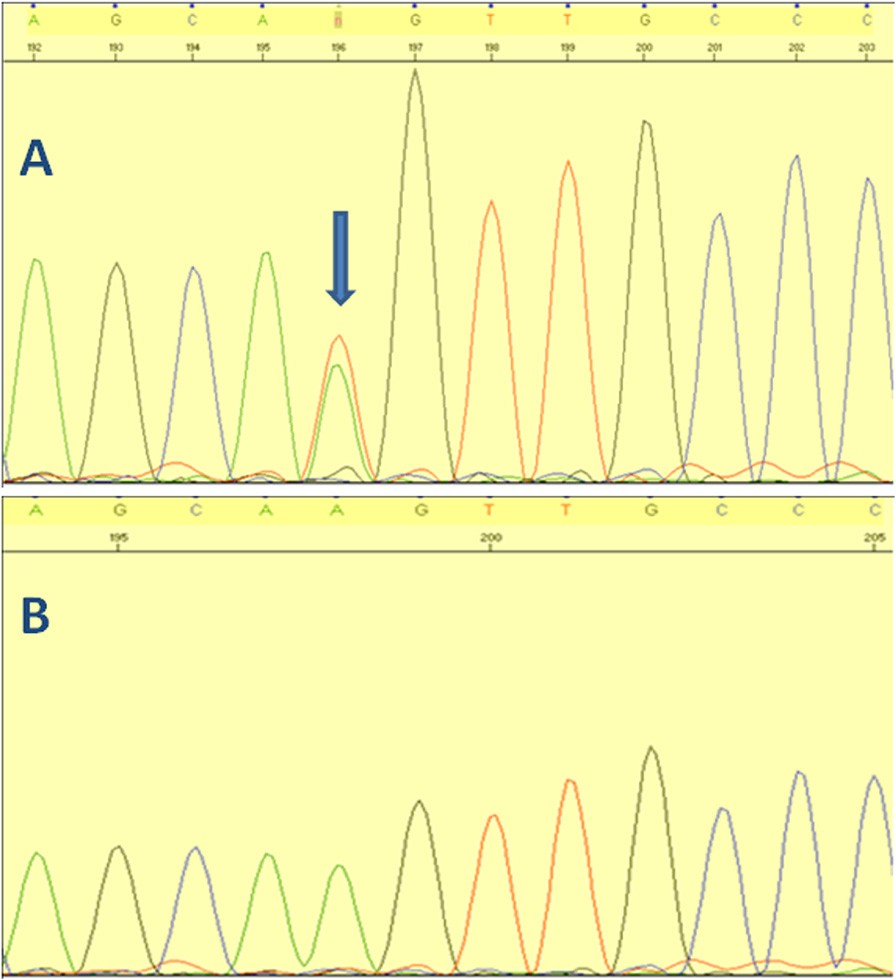 A G C A n G T T G C C C
192 193 194 195 196 197 198 199 200 201 202 203
A
A G C A A G T T G C C C
195 200 205
B